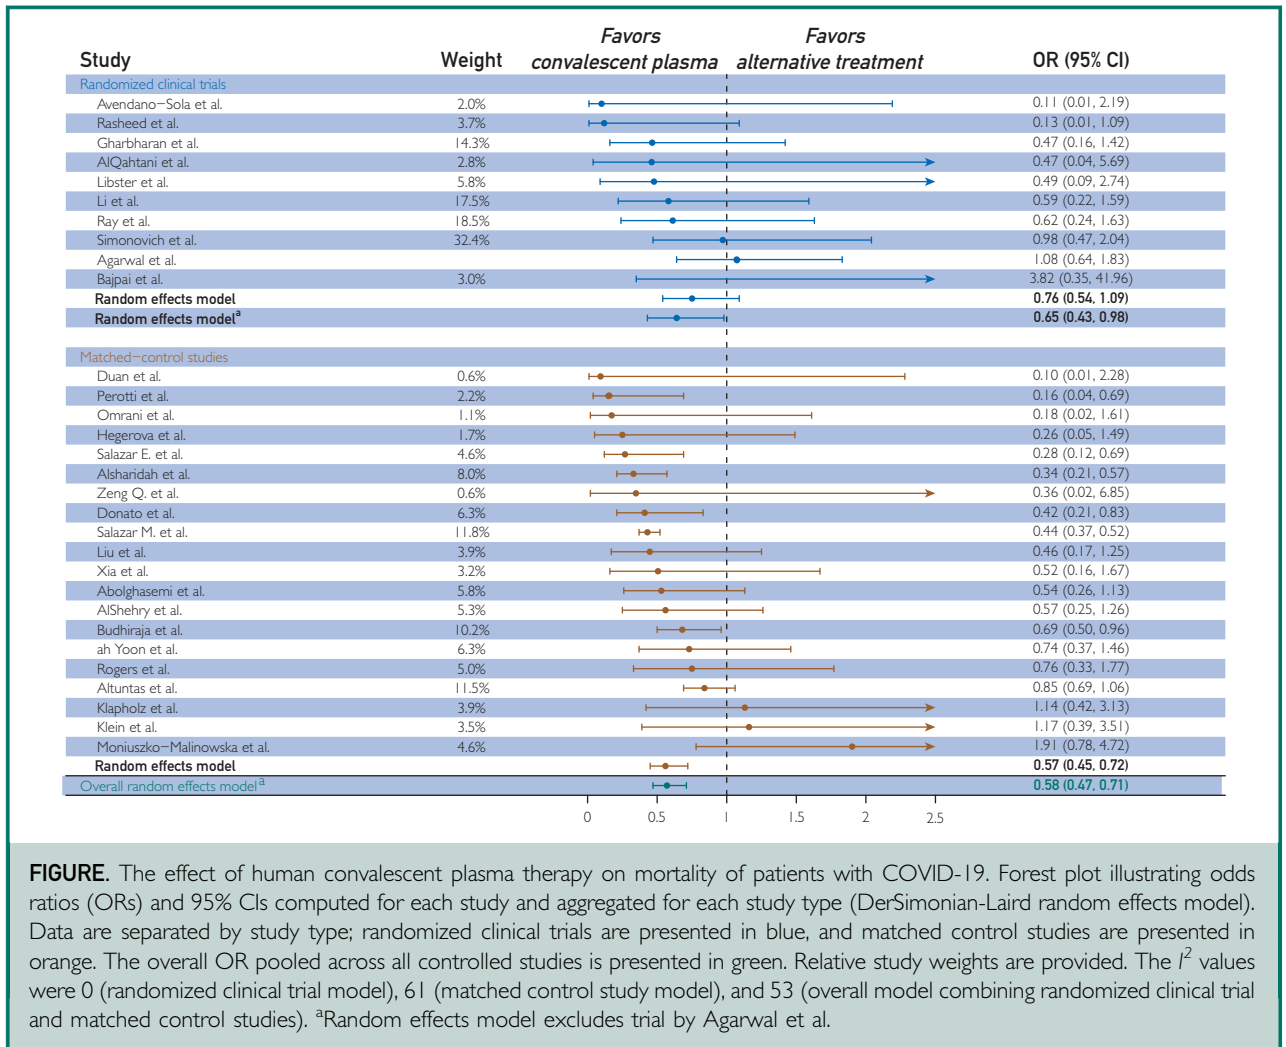 Favors Favors
Study Weight convalescent plasma alternative treatment OR (95% CI)
Randomized clinical trials
Avendano−Sola et al. 2.0% 0.11 (0.01, 2.19)
Rasheed et al. 3.7% 0.13 (0.01, 1.09)
Gharbharan et al. 14.3% 0.47 (0.16, 1.42)
AlQahtani et al. 2.8% 0.47 (0.04, 5.69)
Libster et al. 5.8% 0.49 (0.09, 2.74)
Li et al. 17.5% 0.59 (0.22, 1.59)
Ray et al. 18.5% 0.62 (0.24, 1.63)
Simonovich et al. 32.4% 0.98 (0.47, 2.04)
Agarwal et al. 1.08 (0.64, 1.83)
Bajpai et al. 3.0% 3.82 (0.35, 41.96)
Random effects model 0.76 (0.54, 1.09)
Random effects modelᵃ 0.65 (0.43, 0.98)
Matched−control studies
Duan et al. 0.6% 0.10 (0.01, 2.28)
Perotti et al. 2.2% 0.16 (0.04, 0.69)
Omrani et al. 1.1% 0.18 (0.02, 1.61)
Hegerova et al. 1.7% 0.26 (0.05, 1.49)
Salazar E. et al. 4.6% 0.28 (0.12, 0.69)
Alsharidah et al. 8.0% 0.34 (0.21, 0.57)
Zeng Q. et al. 0.6% 0.36 (0.02, 6.85)
Donato et al. 6.3% 0.42 (0.21, 0.83)
Salazar M. et al. 11.8% 0.44 (0.37, 0.52)
Liu et al. 3.9% 0.46 (0.17, 1.25)
Xia et al. 3.2% 0.52 (0.16, 1.67)
Abolghasemi et al. 5.8% 0.54 (0.26, 1.13)
AlShehry et al. 5.3% 0.57 (0.25, 1.26)
Budhiraja et al. 10.2% 0.69 (0.50, 0.96)
ah Yoon et al. 6.3% 0.74 (0.37, 1.46)
Rogers et al. 5.0% 0.76 (0.33, 1.77)
Altuntas et al. 11.5% 0.85 (0.69, 1.06)
Klapholz et al. 3.9% 1.14 (0.42, 3.13)
Klein et al. 3.5% 1.17 (0.39, 3.51)
Moniuszko−Malinowska et al. 4.6% 1.91 (0.78, 4.72)
Random effects model 0.57 (0.45, 0.72)
Overall random effects modelᵃ 0.58 (0.47, 0.71)
0 0.5 1 1.5 2 2.5
FIGURE. The effect of human convalescent plasma therapy on mortality of patients with COVID-19. Forest plot illustrating odds
ratios (ORs) and 95% CIs computed for each study and aggregated for each study type (DerSimonian-Laird random effects model).
Data are separated by study type; randomized clinical trials are presented in blue, and matched control studies are presented in
orange. The overall OR pooled across all controlled studies is presented in green. Relative study weights are provided. The I² values
were 0 (randomized clinical trial model), 61 (matched control study model), and 53 (overall model combining randomized clinical trial
and matched control studies). ᵃRandom effects model excludes trial by Agarwal et al.